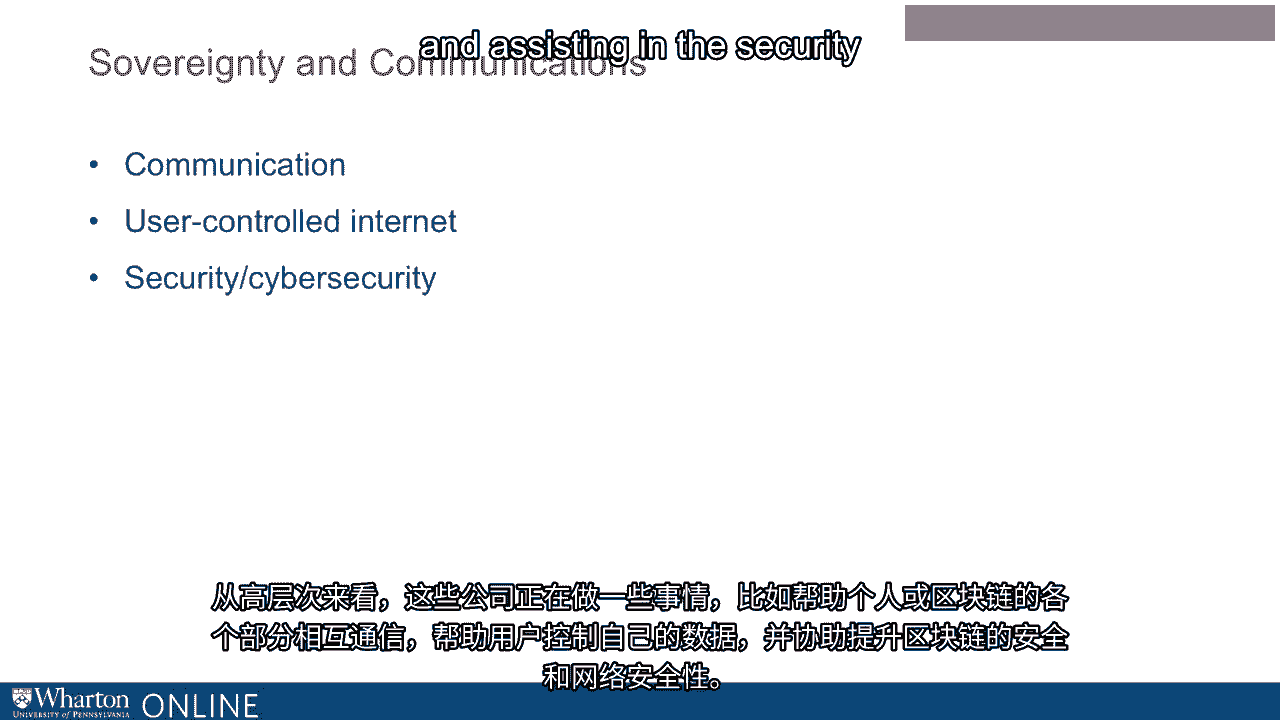 and assisting in the security
Sovereignty and Communications
• Communication
• User-controlled internet
• Security/cybersecurity
从高层次来看，这些公司正在做一些事情，比如帮助个人或区块链的各
个部分相互通信，帮助用户控制自己的数据，并协助提升区块链的安全
和网络安全性。
Wharton ONLINE
UNIVERSITY of PENNSYLVANIA